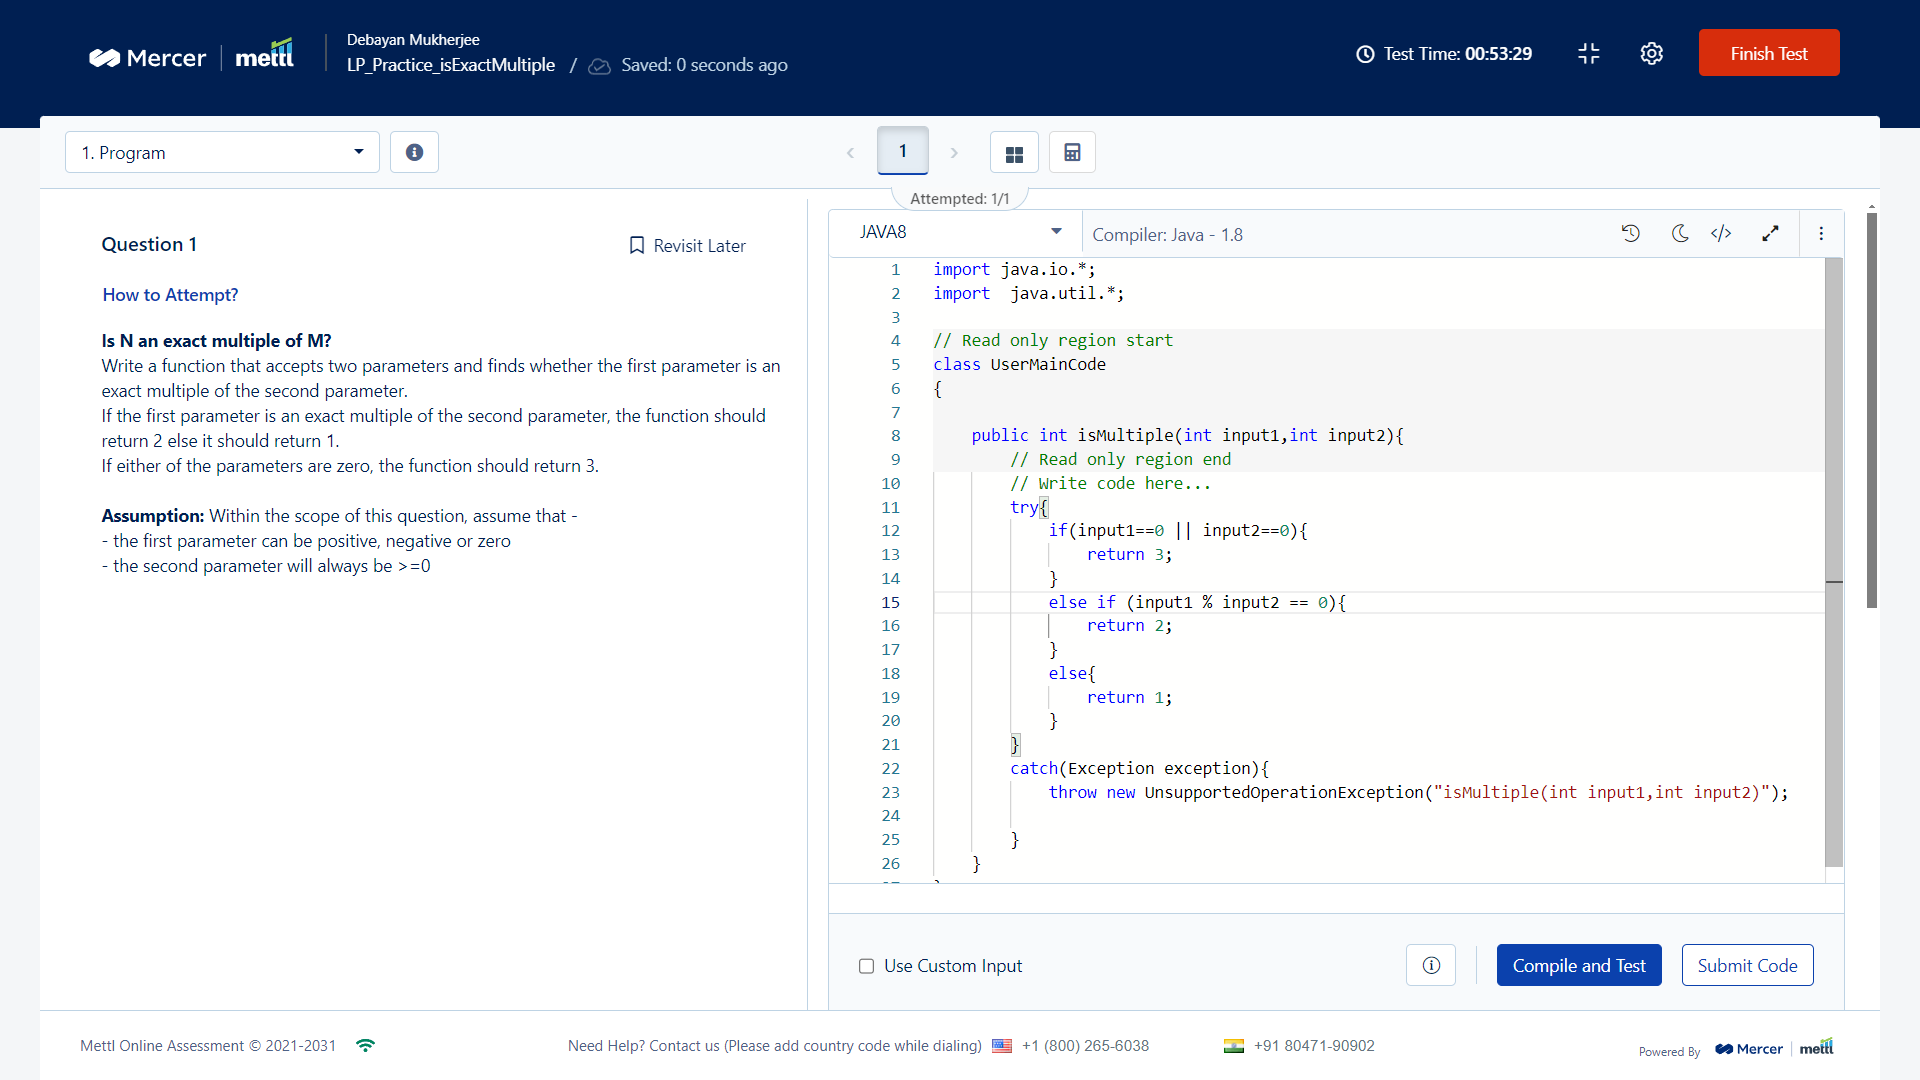 Mercer | mettl
Debayan Mukherjee
LP_Practice_isExactMultiple / Saved: 0 seconds ago
Test Time: 00:53:29
Finish Test
1. Program
1
Attempted: 1/1
Question 1
Revisit Later
How to Attempt?
Is N an exact multiple of M?
Write a function that accepts two parameters and finds whether the first parameter is an
exact multiple of the second parameter.
If the first parameter is an exact multiple of the second parameter, the function should
return 2 else it should return 1.
If either of the parameters are zero, the function should return 3.
Assumption: Within the scope of this question, assume that -
- the first parameter can be positive, negative or zero
- the second parameter will always be >=0
JAVA8
Compiler: Java - 1.8
1 import java.io.*;
2 import  java.util.*;
3
4 // Read only region start
5 class UserMainCode
6 {
7
8 public int isMultiple(int input1,int input2){
9 // Read only region end
10 // Write code here...
11 try{
12 if(input1==0 || input2==0){
13 return 3;
14 }
15 else if (input1 % input2 == 0){
16 return 2;
17 }
18 else{
19 return 1;
20 }
21 }
22 catch(Exception exception){
23 throw new UnsupportedOperationException("isMultiple(int input1,int input2)");
24
25 }
26 }
Use Custom Input
Compile and Test
Submit Code
Mettl Online Assessment © 2021-2031
Need Help? Contact us (Please add country code while dialing) +1 (800) 265-6038
+91 80471-90902
Powered By Mercer | mettl